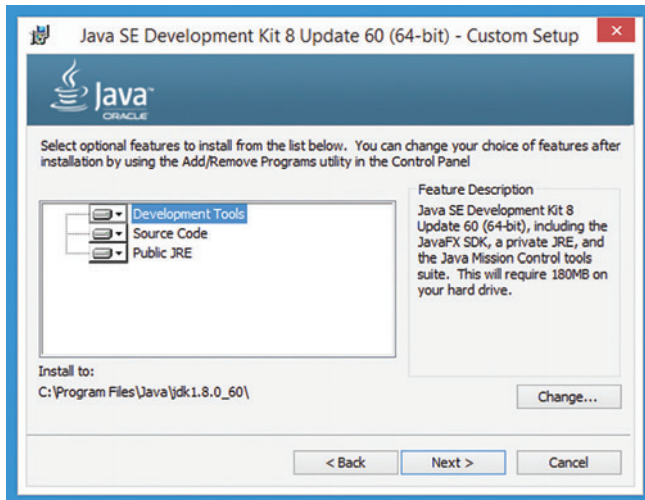 Java SE Development Kit 8 Update 60 (64-bit) - Custom Setup
Java™
ORACLE
Select optional features to install from the list below. You can change your choice of features after
installation by using the Add/Remove Programs utility in the Control Panel
Development Tools
Source Code
Public JRE
Feature Description
Java SE Development Kit 8
Update 60 (64-bit), including the
JavaFX SDK, a private JRE, and
the Java Mission Control tools
suite. This will require 180MB on
your hard drive.
Install to:
C:\Program Files\Java\jdk1.8.0_60\
Change...
< Back
Next >
Cancel